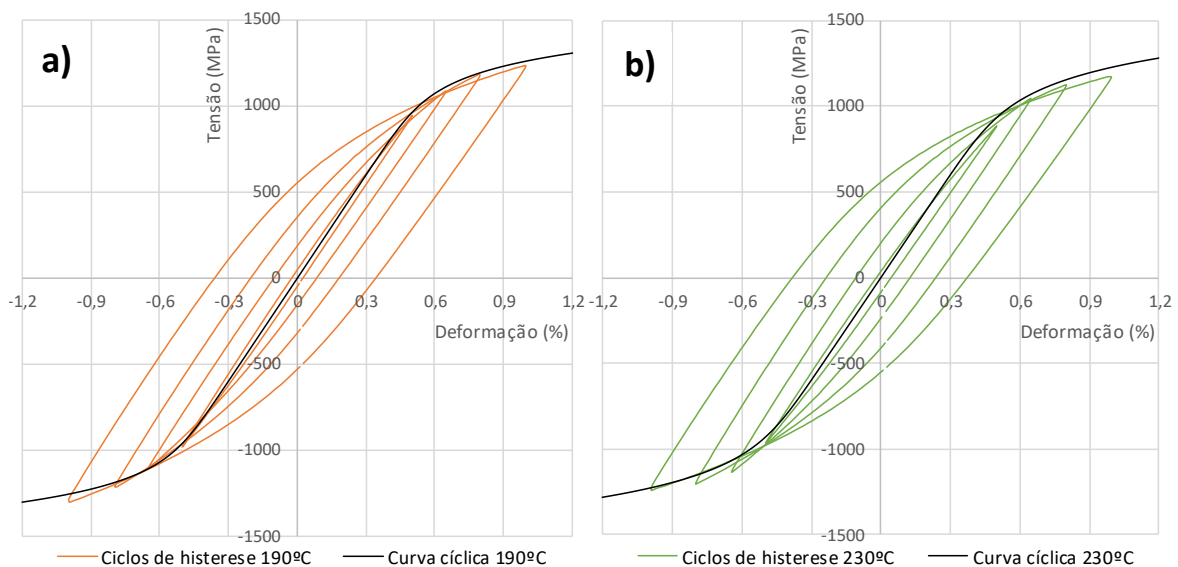 a)
Tensão (MPa)
1500
1000
500
0
-500
-1000
-1500
-1,2 -0,9 -0,6 -0,3 0 0,3 0,6 0,9 1,2
Deformação (%)
Ciclos de histerese 190ºC Curva cíclica 190ºC
b)
Tensão (MPa)
1500
1000
500
0
-500
-1000
-1500
-1,2 -0,9 -0,6 -0,3 0 0,3 0,6 0,9 1,2
Deformação (%)
Ciclos de histerese 230ºC Curva cíclica 230ºC